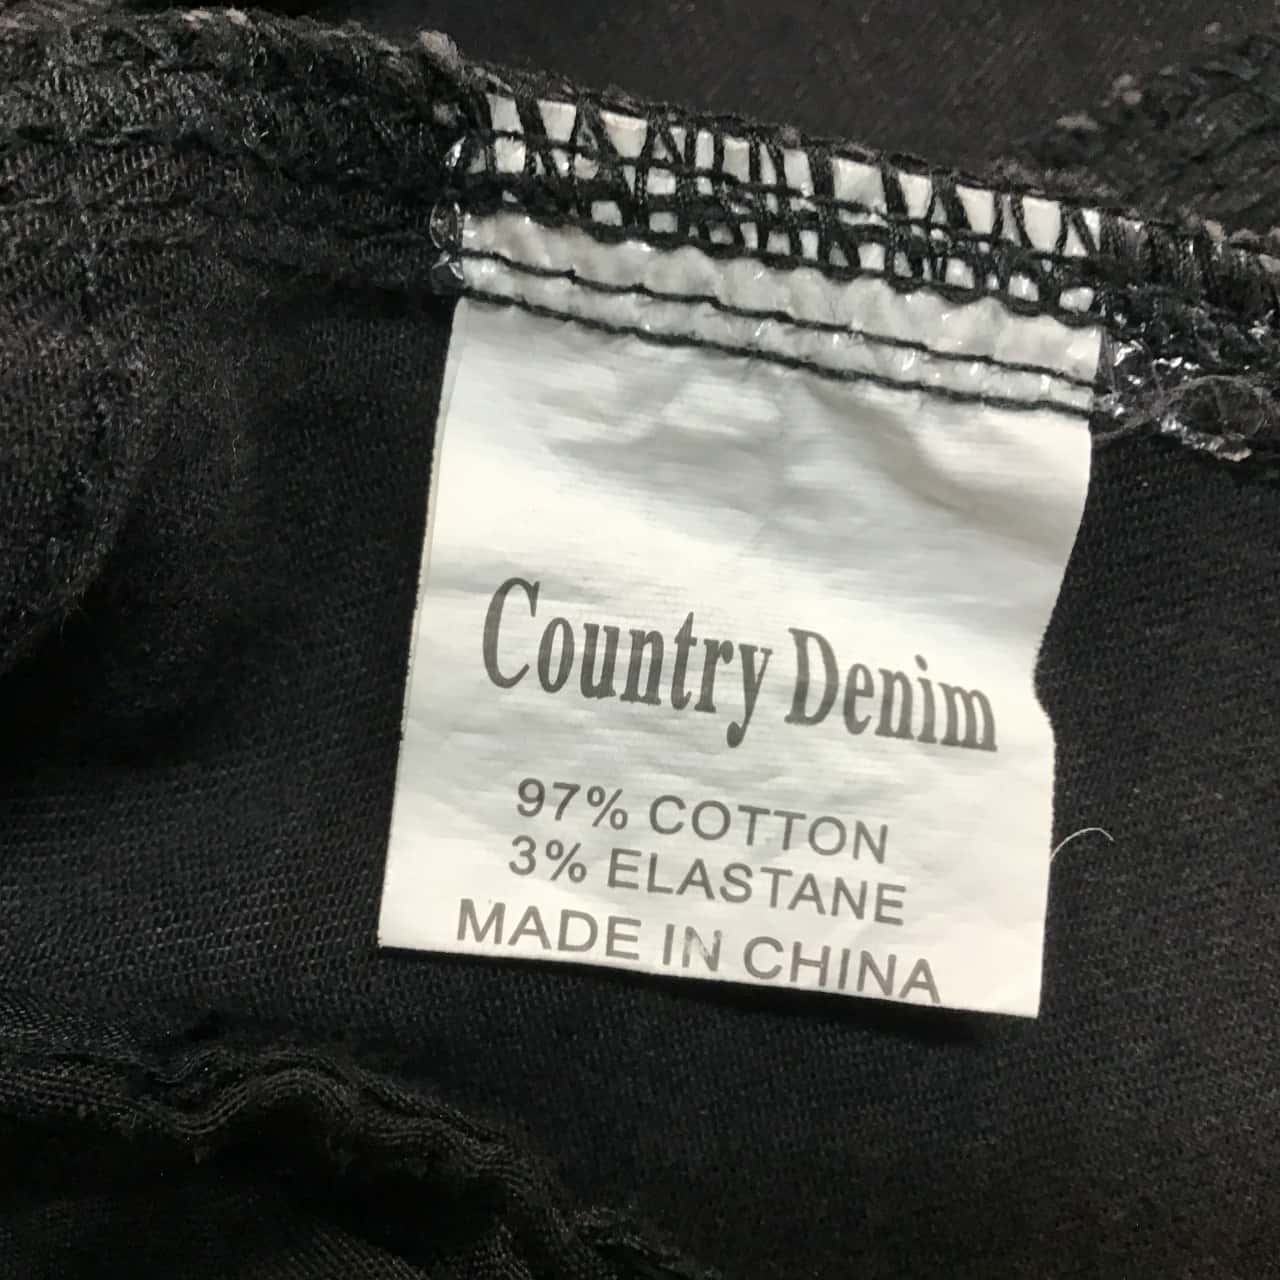 Country Denim
97% COTTON
3% ELASTANE
MADE IN CHINA